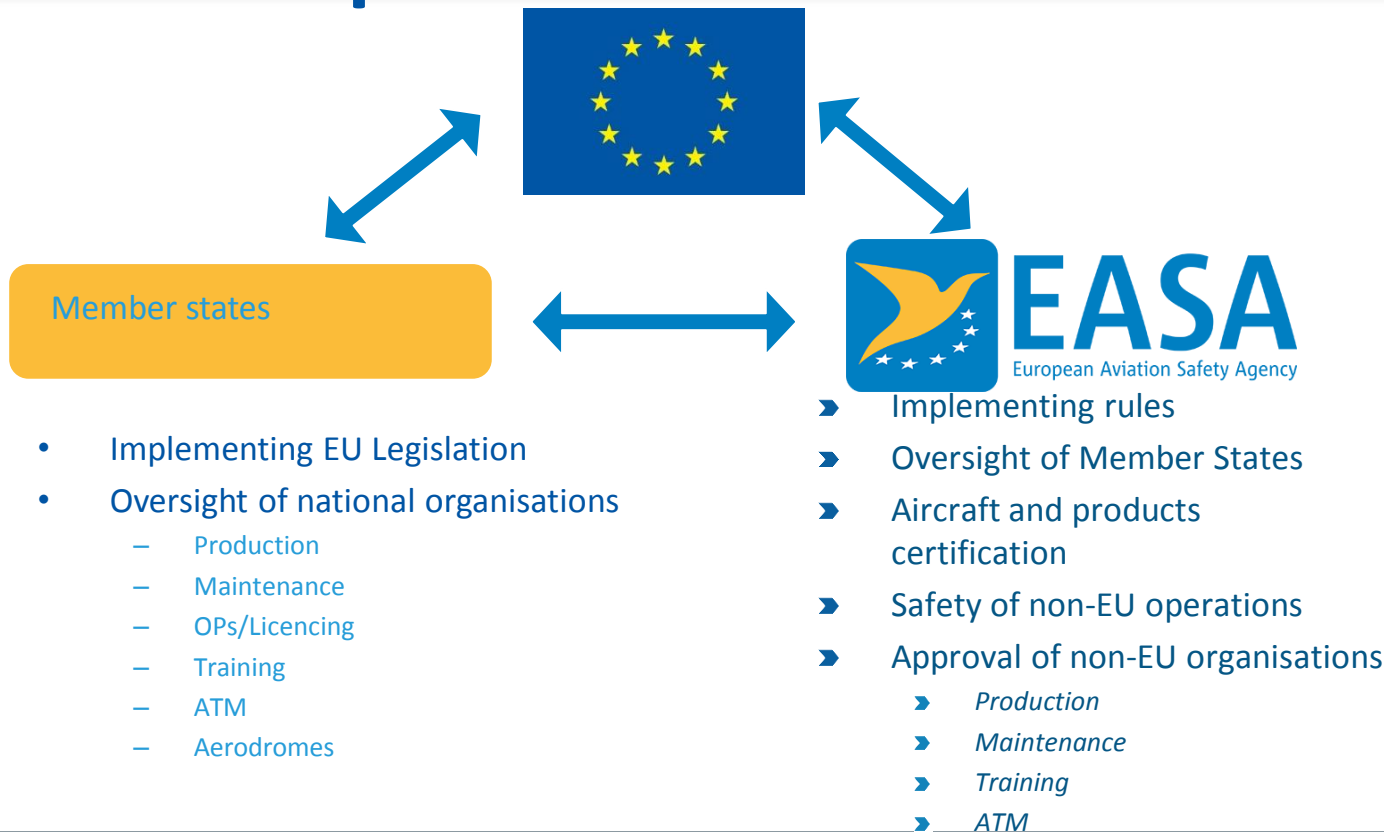 Member states
EASA
European Aviation Safety Agency
• Implementing EU Legislation
• Oversight of national organisations
– Production
– Maintenance
– OPs/Licencing
– Training
– ATM
– Aerodromes
Implementing rules
Oversight of Member States
Aircraft and products
certification
Safety of non-EU operations
Approval of non-EU organisations
Production
Maintenance
Training
ATM